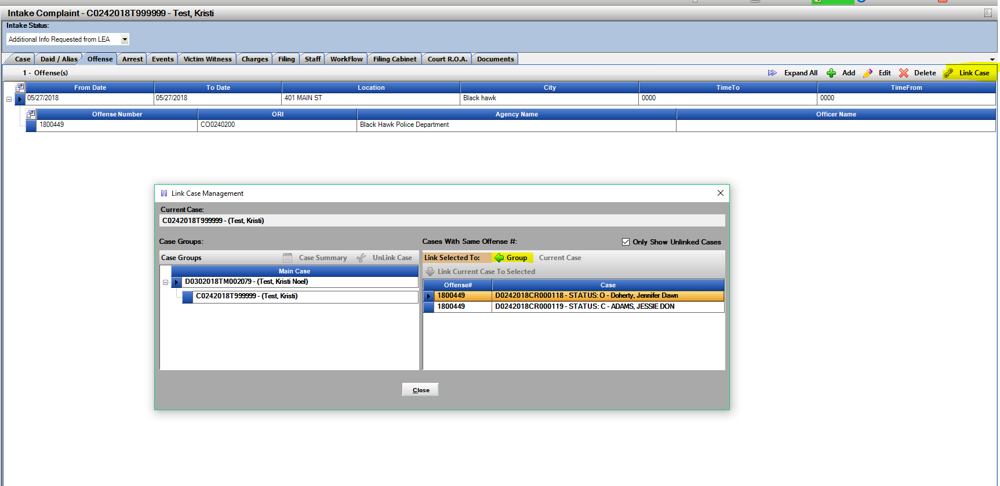 Intake Complaint - C0242018T999999 - Test, Kristi
Intake Status:
Additional Info Requested from LEA
Case Daid / Alias Offense Arrest Events Victim Witness Charges Filing Staff WorkFlow Filing Cabinet Court R.O.A. Documents
1 - Offense(s) Expand All Add Edit Delete Link Case
From Date To Date Location City TimeTo TimeFrom
05/27/2018 05/27/2018 401 MAIN ST Black hawk 0000 0000
Offense Number ORI Agency Name Officer Name
1800449 CO0240200 Black Hawk Police Department
Link Case Management
Current Case:
C0242018T999999 - (Test, Kristi)
Case Groups: Cases With Same Offense #: Only Show Unlinked Cases
Case Groups Case Summary UnLink Case Link Selected To: Group Current Case
Link Current Case To Selected
Main Case Offense# Case
D0302018TM002079 - (Test, Kristi Noel)
C0242018T999999 - (Test, Kristi)
1800449 D0242018CR000118 - STATUS: O - Doherty, Jennifer Dawn
1800449 D0242018CR000119 - STATUS: C - ADAMS, JESSIE DON
Close